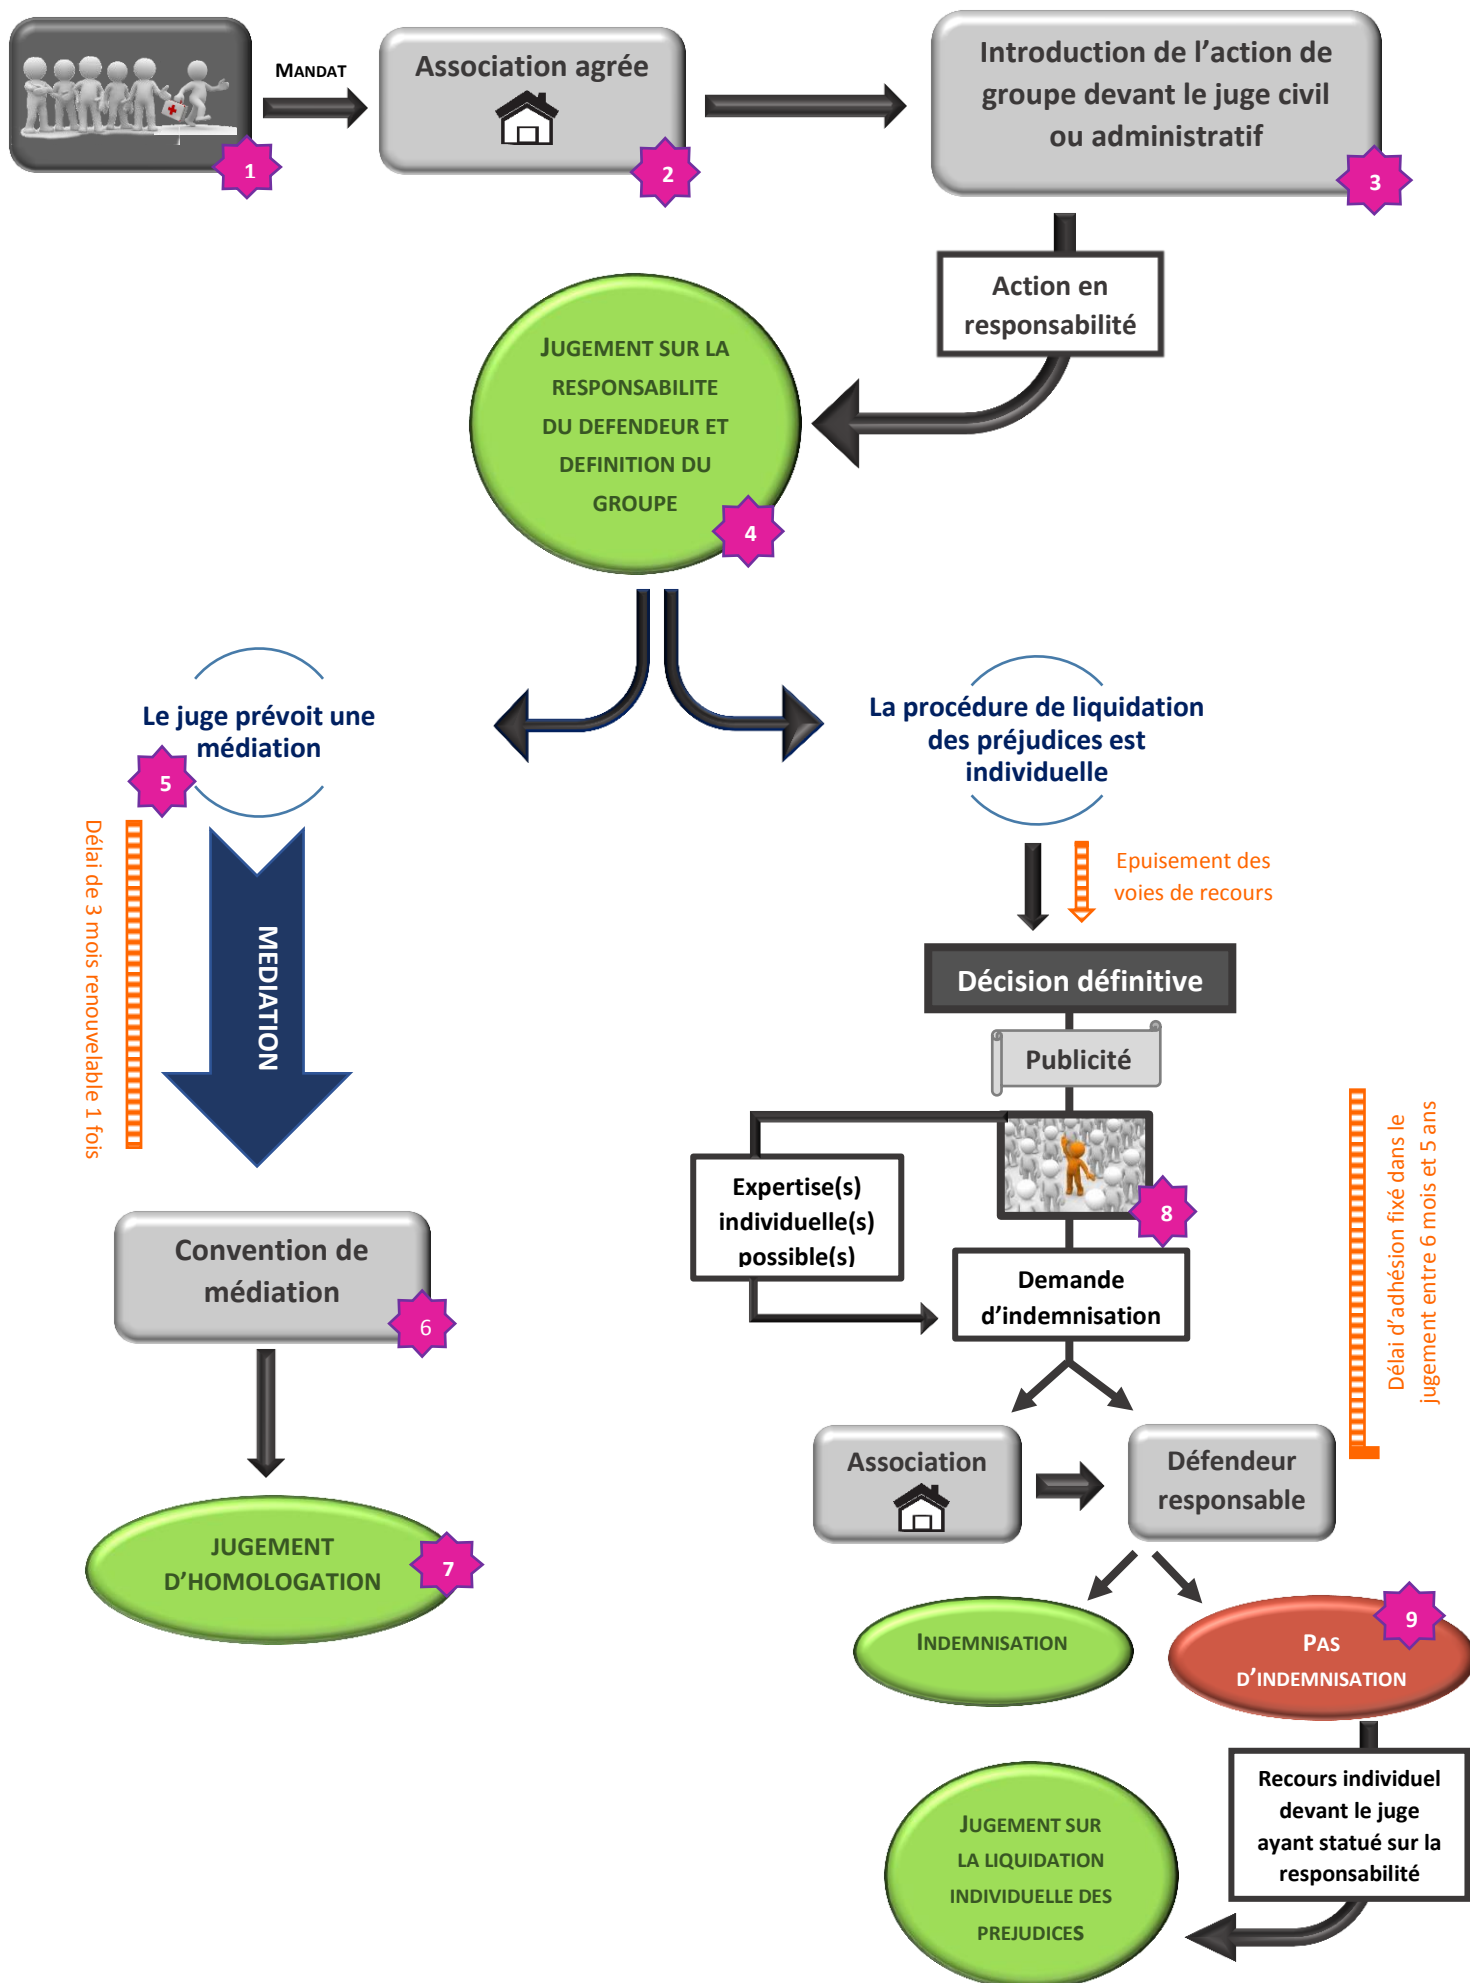 MANDAT
1
Association agrée
2
Introduction de l’action de
groupe devant le juge civil
ou administratif
3
Action en
responsabilité
JUGEMENT SUR LA
RESPONSABILITE
DU DEFENDEUR ET
DEFINITION DU
GROUPE
4
Le juge prévoit une
médiation
5
Délai de 3 mois renouvelable 1 fois
MEDIATION
Convention de
médiation
6
JUGEMENT
D’HOMOLOGATION
7
La procédure de liquidation
des préjudices est
individuelle
Epuisement des
voies de recours
Décision définitive
Publicité
8
Expertise(s)
individuelle(s)
possible(s)
Demande
d’indemnisation
Délai d’adhésion fixé dans le
jugement entre 6 mois et 5 ans
Association
Défendeur
responsable
INDEMNISATION
9
PAS
D’INDEMNISATION
Recours individuel
devant le juge
ayant statué sur la
responsabilité
JUGEMENT SUR
LA LIQUIDATION
INDIVIDUELLE DES
PREJUDICES